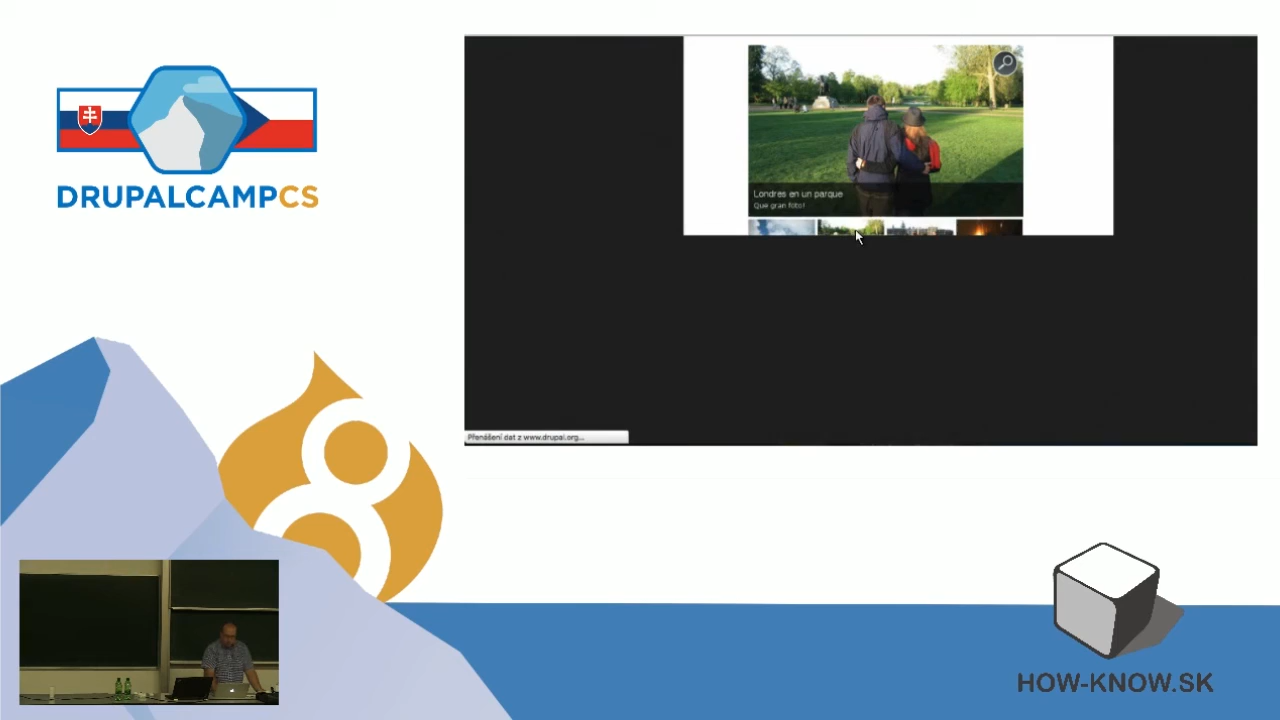 DRUPALCAMPCS
Londres en un parque
Que gran foto!
Přenášení dat z www.drupal.org...
HOW-KNOW.SK